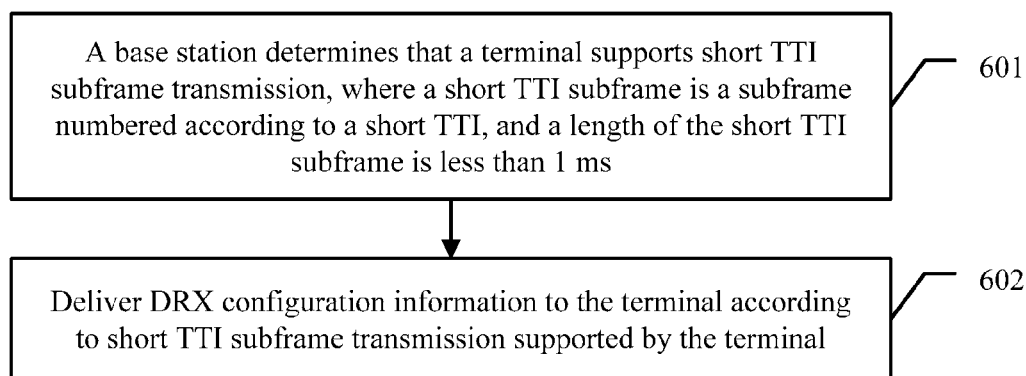 A base station determines that a terminal supports short TTI
subframe transmission, where a short TTI subframe is a subframe
numbered according to a short TTI, and a length of the short TTI
subframe is less than 1 ms
601
Deliver DRX configuration information to the terminal according
to short TTI subframe transmission supported by the terminal
602